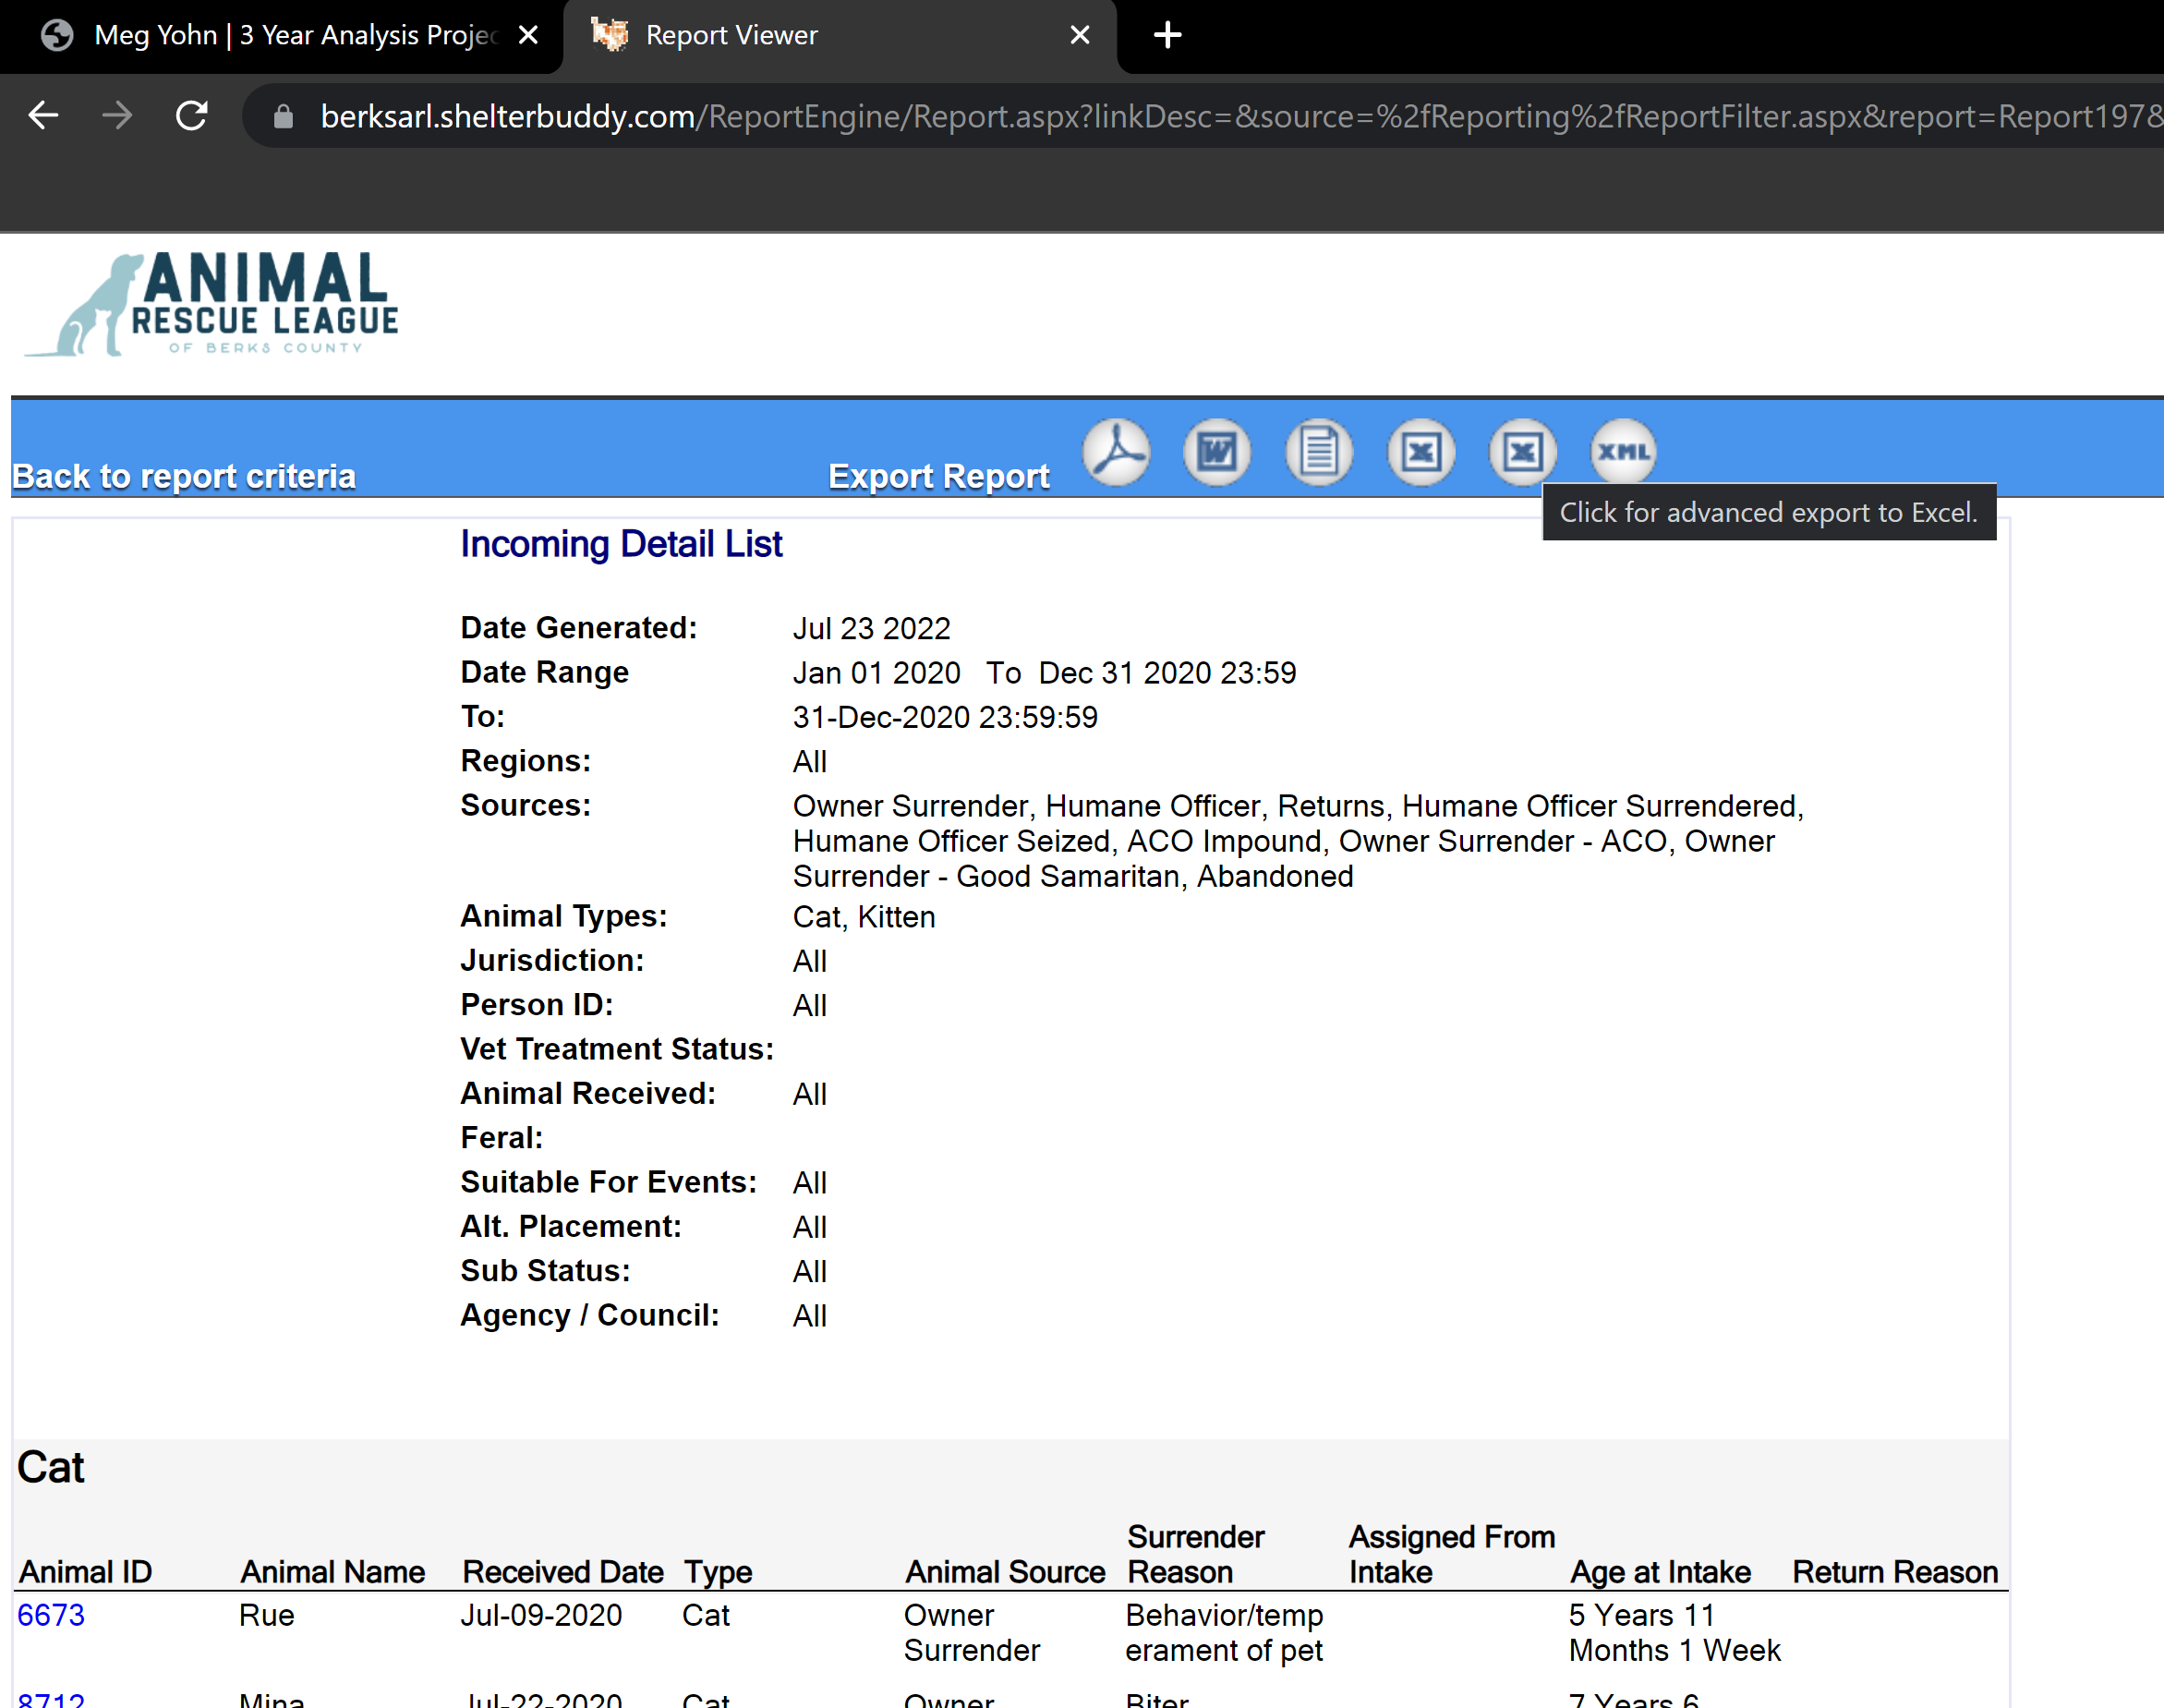 Meg Yohn | 3 Year Analysis Projec
Report Viewer
berksarl.shelterbuddy.com/ReportEngine/Report.aspx?linkDesc=&source=%2fReporting%2fReportFilter.aspx&report=Report197&
ANIMAL
RESCUE LEAGUE
OF BERKS COUNTY
Back to report criteria
Export Report
W
X
X
XML
Click for advanced export to Excel.
Incoming Detail List
Date Generated: Jul 23 2022
Date Range Jan 01 2020 To Dec 31 2020 23:59
To: 31-Dec-2020 23:59:59
Regions: All
Sources: Owner Surrender, Humane Officer, Returns, Humane Officer Surrendered,
Humane Officer Seized, ACO Impound, Owner Surrender - ACO, Owner
Surrender - Good Samaritan, Abandoned
Animal Types: Cat, Kitten
Jurisdiction: All
Person ID: All
Vet Treatment Status:
Animal Received: All
Feral:
Suitable For Events: All
Alt. Placement: All
Sub Status: All
Agency / Council: All
Cat
Surrender Assigned From
Animal ID Animal Name Received Date Type Animal Source Reason Intake Age at Intake Return Reason
6673 Rue Jul-09-2020 Cat Owner Behavior/temp 5 Years 11
Surrender erament of pet Months 1 Week
8712 Mina Jul-22-2020 Cat Owner Biter 7 Years 6